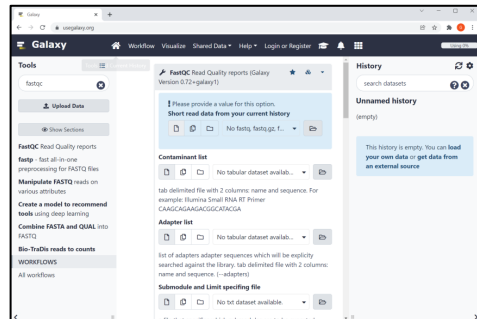 Galaxy
usegalaxy.org
Galaxy
Workflow Visualize Shared Data Help Login or Register
Using 0%
Tools
fastqc
Upload Data
Show Sections
FastQC Read Quality reports
fastp - fast all-in-one
preprocessing for FASTQ files
Manipulate FASTQ reads on
various attributes
Create a model to recommend
tools using deep learning
Combine FASTA and QUAL into
FASTQ
Bio-TraDis reads to counts
WORKFLOWS
All workflows
FastQC Read Quality reports (Galaxy
Version 0.72+galaxy1)
! Please provide a value for this option.
Short read data from your current history
No fastq, fastq.gz, f...
Contaminant list
No tabular dataset availab...
tab delimited file with 2 columns: name and sequence. For
example: Illumina Small RNA RT Primer
CAAGCAGAAGACGGCATACGA
Adapter list
No tabular dataset availab...
list of adapters adapter sequences which will be explicity
searched against the library. tab delimited file with 2 columns:
name and sequence. (--adapters)
Submodule and Limit specifing file
No txt dataset available.
History
search datasets
Unnamed history
(empty)
This history is empty. You can load
your own data or get data from
an external source